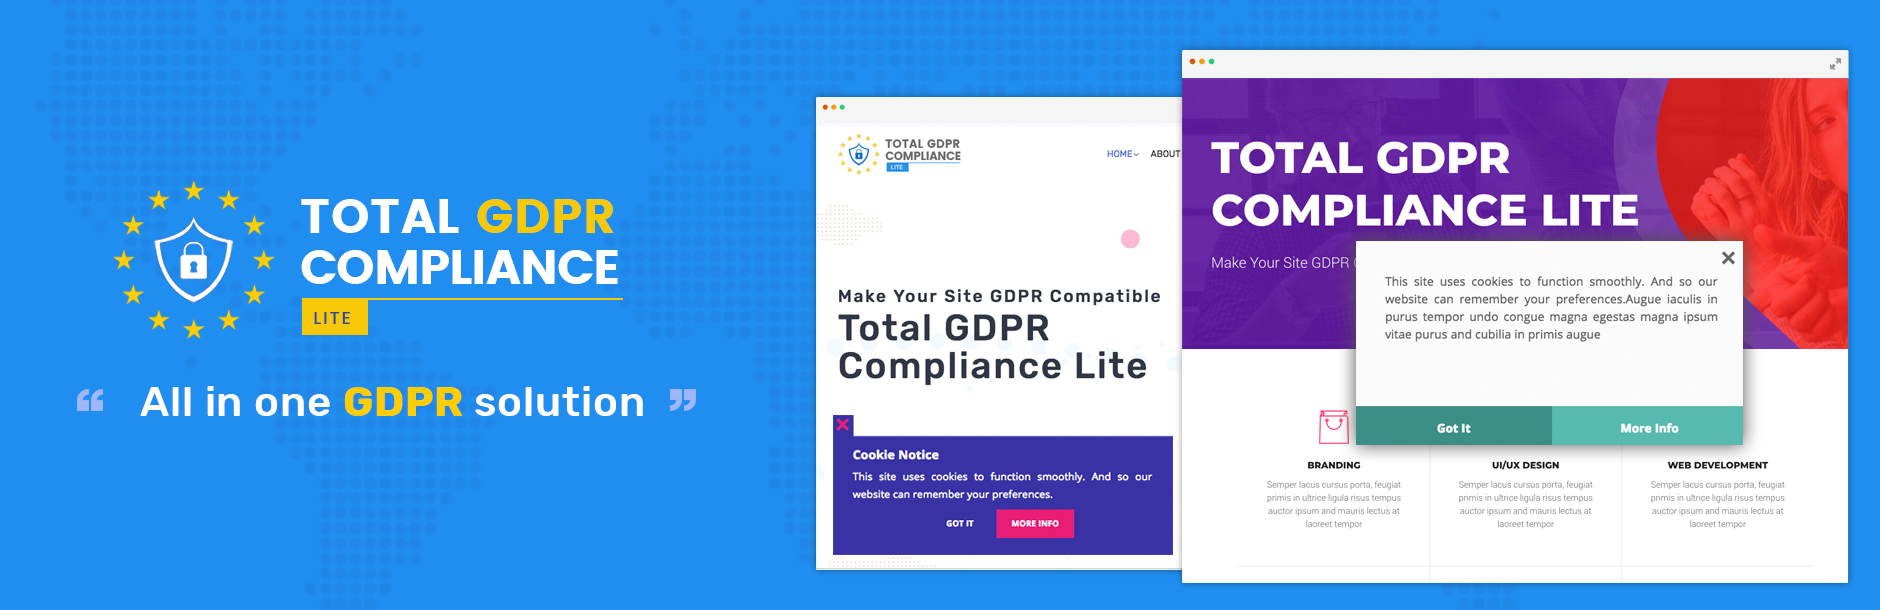 TOTAL GDPR
COMPLIANCE
LITE
“ All in one GDPR solution ”
TOTAL GDPR
COMPLIANCE
LITE
HOME
ABOUT
Make Your Site GDPR Compatible
Total GDPR
Compliance Lite
Cookie Notice
This site uses cookies to function smoothly. And so our
website can remember your preferences.
GOT IT
MORE INFO
TOTAL GDPR
COMPLIANCE LITE
Make Your Site GDPR
This site uses cookies to function smoothly. And so our
website can remember your preferences.Augue iaculis in
purus tempor undo congue magna egestas magna ipsum
vitae purus and cubilia in primis augue
Got It
More Info
BRANDING
Semper lacus cursus porta, feugiat
primis in ultrice ligula risus tempus
auctor ipsum and mauris lectus at
laoreet tempor
UI/UX DESIGN
Semper lacus cursus porta, feugiat
primis in ultrice ligula risus tempus
auctor ipsum and mauris lectus at
laoreet tempor
WEB DEVELOPMENT
Semper lacus cursus porta, feugiat
primis in ultrice ligula risus tempus
auctor ipsum and mauris lectus at
laoreet tempor